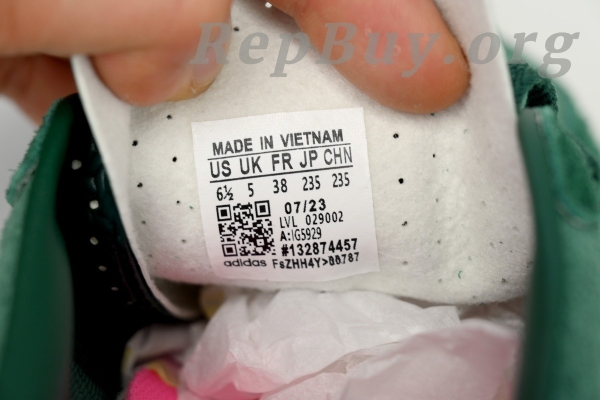 RepBuy.org
MADE IN VIETNAM
US UK FR JP CHN
6½ 5 38 235 235
07/23
LVL 029002
A:IG5929
#132874457
adidas FsZHH4Y>00787